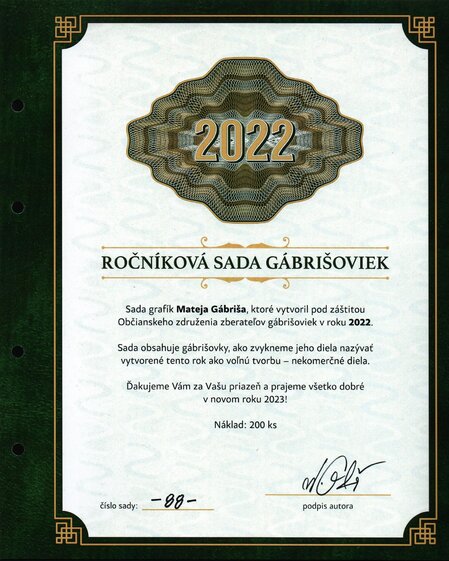 2022
ROČNÍKOVÁ SADA GÁBRIŠOVIEK
Sada grafík Mateja Gábriša, ktoré vytvoril pod záštitou
Občianskeho združenia zberateľov gábrišoviek v roku 2022.
Sada obsahuje gábrišovky, ako zvykneme jeho diela nazývať
vytvorené tento rok ako voľnú tvorbu – nekomerčné diela.
Ďakujeme Vám za Vašu priazeň a prajeme všetko dobré
v novom roku 2023!
Náklad: 200 ks
číslo sady: -88-
podpis autora